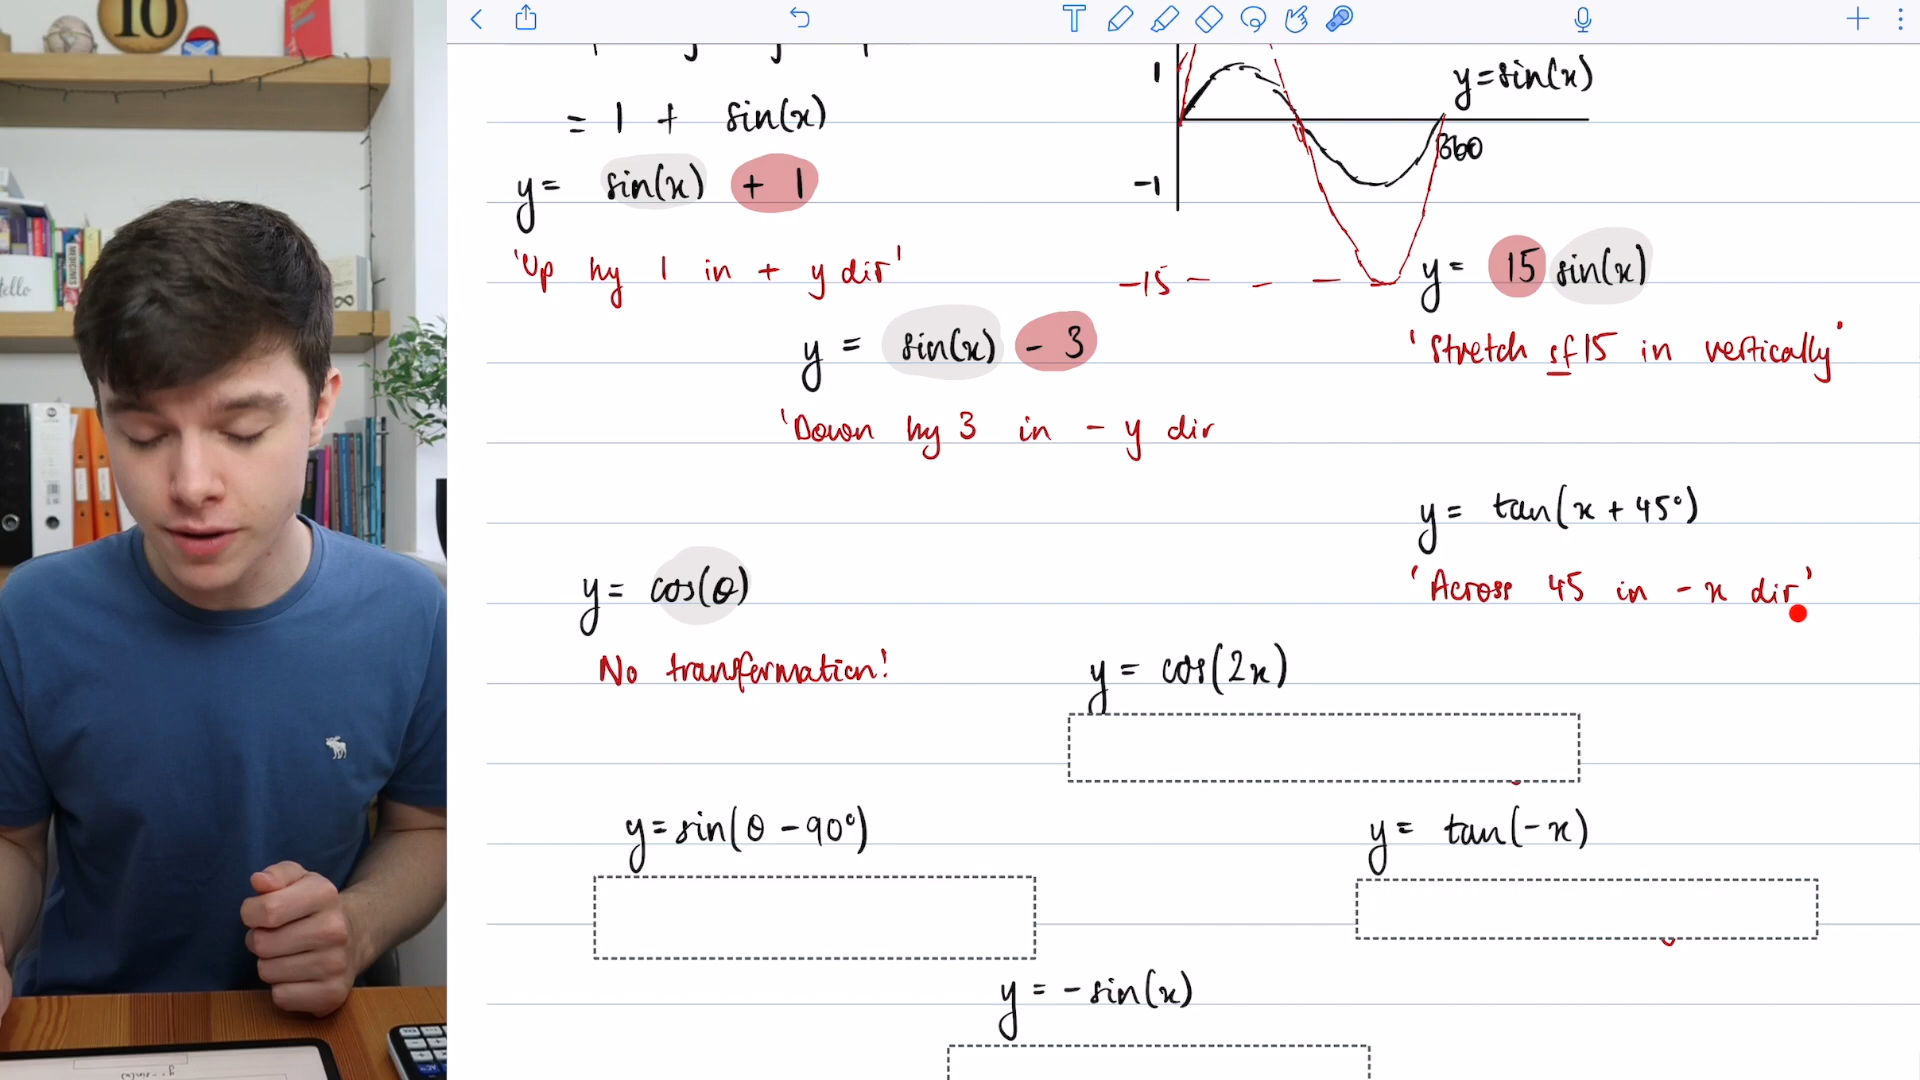 10
1
y=sin(x)
= 1 + sin(x)
360
y= sin(x) + 1
-1
'Up by 1 in + y dir'
-15
y= 15 sin(x)
y = sin(x) - 3
'Stretch sf 15 in vertically'
'Down by 3 in - y dir
y= tan(x + 45°)
y= cos(θ)
'Across 45 in - x dir'
No transformation!
y = cos(2x)
y=sin(θ - 90°)
y= tan(-x)
y = -sin(x)